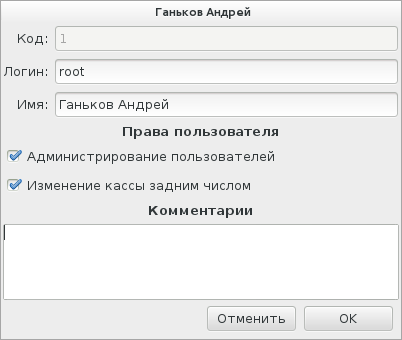 Ганьков Андрей
Код: 1
Логин: root
Имя: Ганьков Андрей
Права пользователя
Администрирование пользователей
Изменение кассы задним числом
Комментарии
Отменить OK